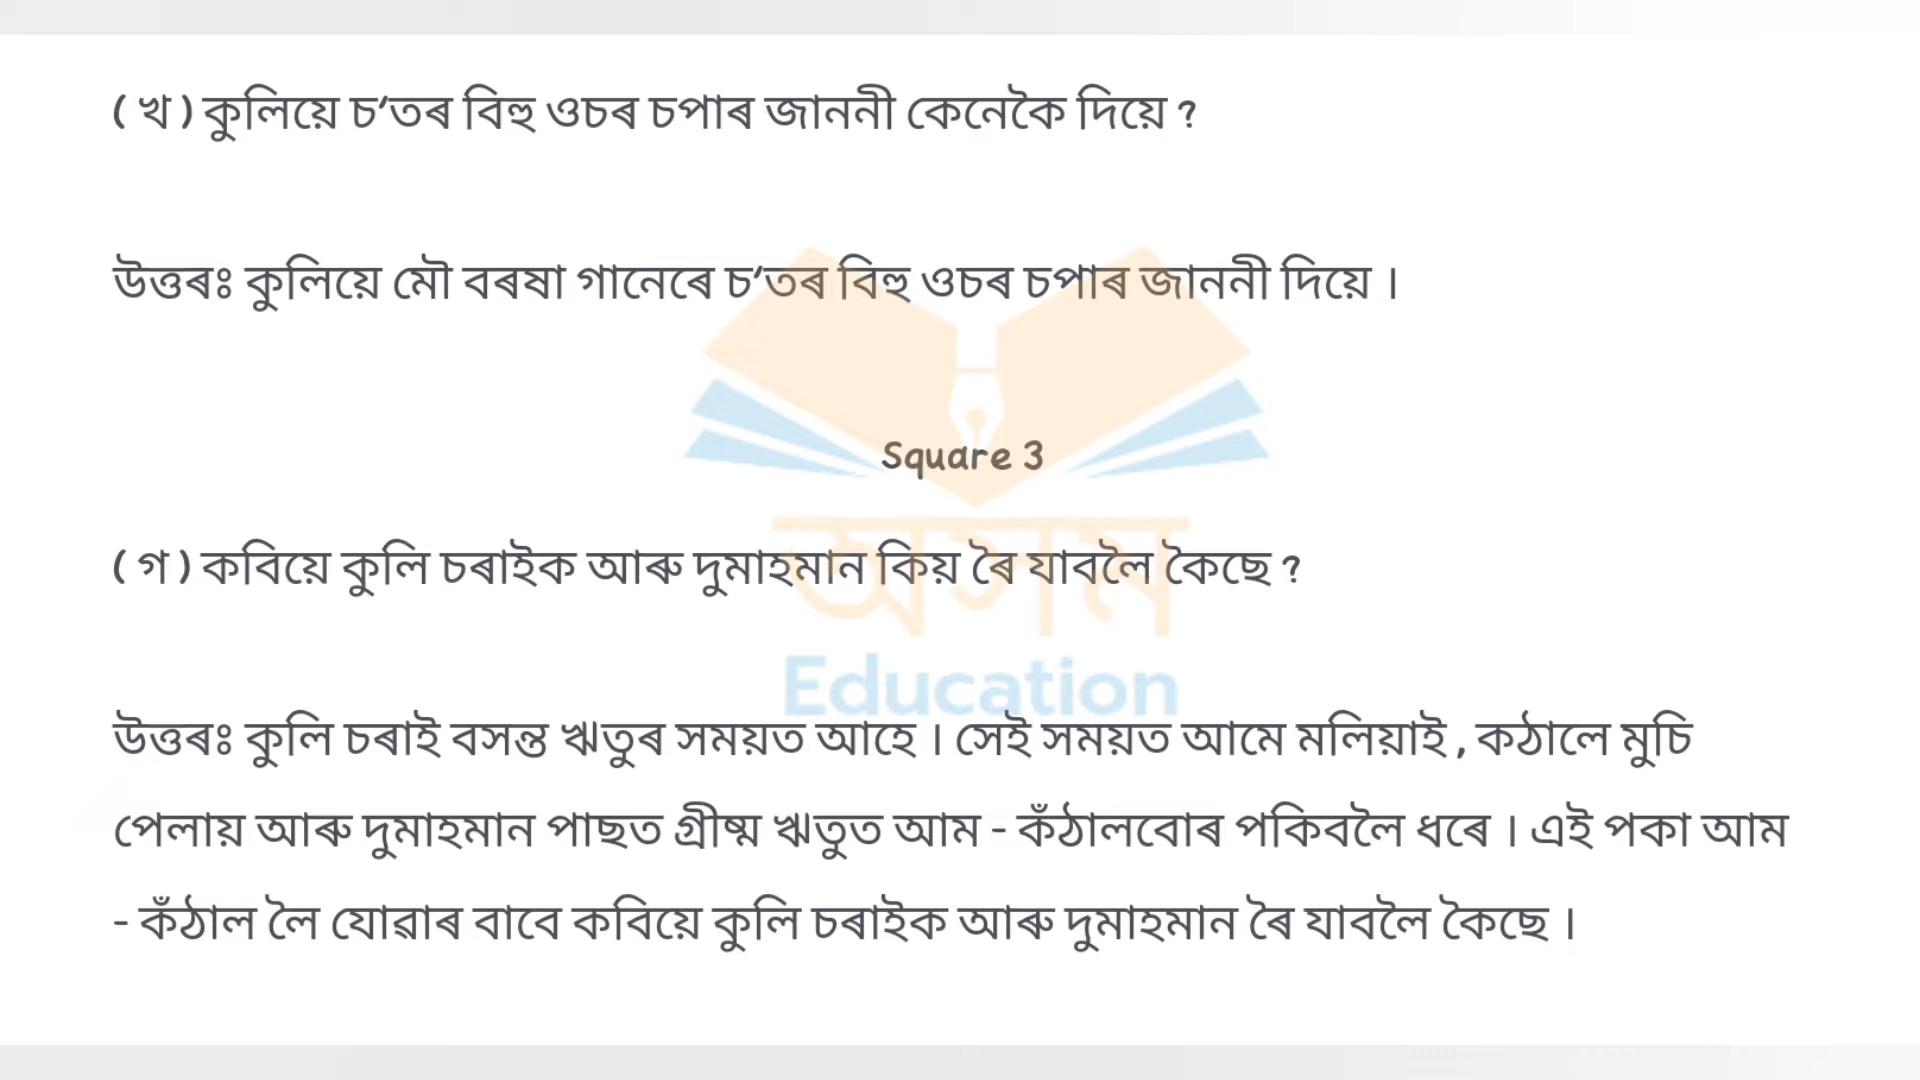 ( খ ) কুলিয়ে চ’তৰ বিহু ওচৰ চপাৰ জাননী কেনেকৈ দিয়ে ?
উত্তৰঃ কুলিয়ে মৌ বৰষা গানেৰে চ’তৰ বিহু ওচৰ চপাৰ জাননী দিয়ে ।
Square 3
( গ ) কবিয়ে কুলি চৰাইক আৰু দুমাহমান কিয় ৰৈ যাবলৈ কৈছে ?
অসম
Education
উত্তৰঃ কুলি চৰাই বসন্ত ঋতুৰ সময়ত আহে । সেই সময়ত আমে মলিয়াই , কঠালে মুচি
পেলায় আৰু দুমাহমান পাছত গ্ৰীষ্ম ঋতুত আম - কঁঠালবোৰ পকিবলৈ ধৰে । এই পকা আম
- কঁঠাল লৈ যোৱাৰ বাবে কবিয়ে কুলি চৰাইক আৰু দুমাহমান ৰৈ যাবলৈ কৈছে ।